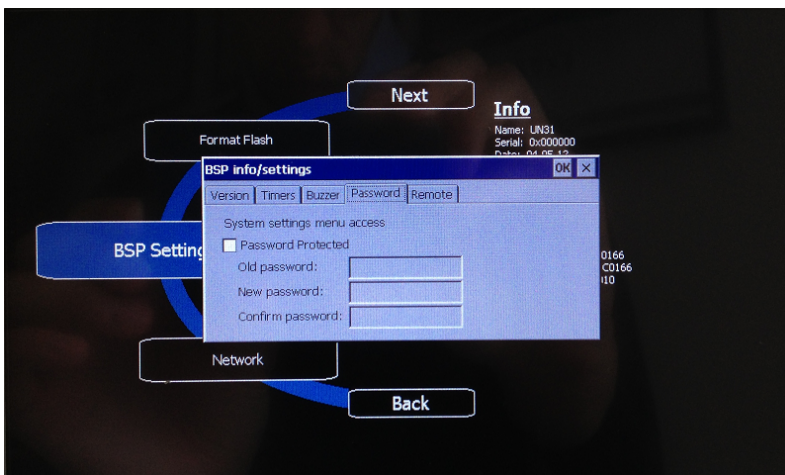 Next
Info
Name: UN31
Serial: 0x000000
Format Flash
BSP info/settings
OK
Version Timers Buzzer Password Remote
System settings menu access
Password Protected
Old password:
New password:
Confirm password:
BSP Setting
0166
C0166
Network
Back